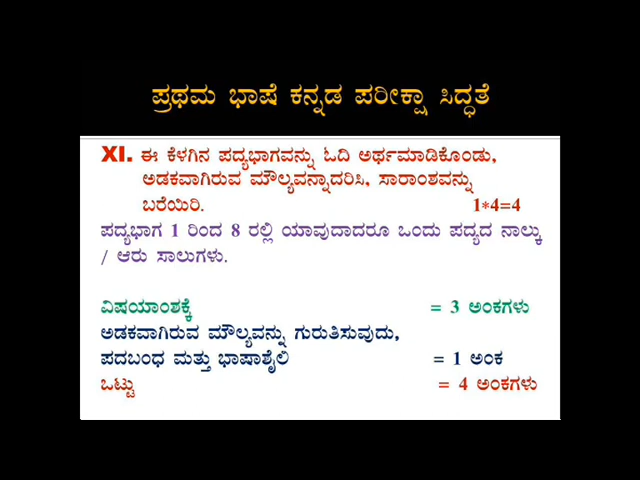 ಪ್ರಥಮ ಭಾಷೆ ಕನ್ನಡ ಪರೀಕ್ಷಾ ಸಿದ್ಧತೆ
XI. ಈ ಕೆಳಗಿನ ಪದ್ಯಭಾಗವನ್ನು ಓದಿ ಅರ್ಥಮಾಡಿಕೊಂಡು,
ಅಡಕವಾಗಿರುವ ಮೌಲ್ಯವನ್ನಾದರಿಸಿ, ಸಾರಾಂಶವನ್ನು
ಬರೆಯಿರಿ. 1*4=4
ಪದ್ಯಭಾಗ 1 ರಿಂದ 8 ರಲ್ಲಿ ಯಾವುದಾದರೂ ಒಂದು ಪದ್ಯದ ನಾಲ್ಕು
/ ಆರು ಸಾಲುಗಳು.
ವಿಷಯಾಂಶಕ್ಕೆ = 3 ಅಂಕಗಳು
ಅಡಕವಾಗಿರುವ ಮೌಲ್ಯವನ್ನು ಗುರುತಿಸುವುದು,
ಪದಬಂಧ ಮತ್ತು ಭಾಷಾಶೈಲಿ = 1 ಅಂಕ
ಒಟ್ಟು = 4 ಅಂಕಗಳು